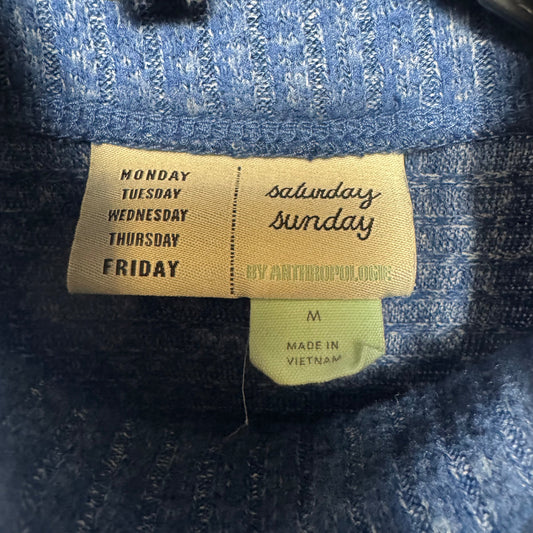 MONDAY
TUESDAY
WEDNESDAY
THURSDAY
FRIDAY
saturday
sunday
BY ANTHROPOLOGIE
M
MADE IN
VIETNAM